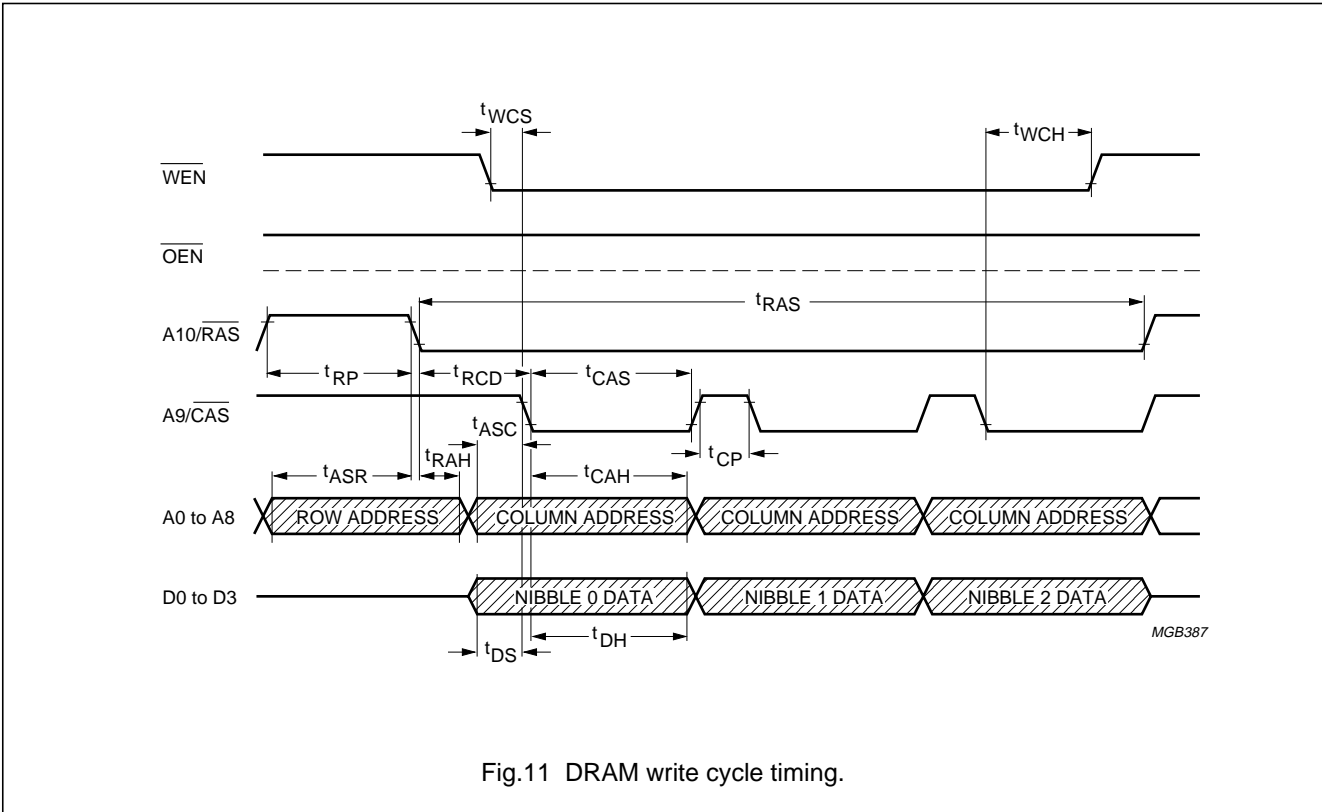 tWCS
tWCH
WEN
OEN
tRAS
A10/RAS
tRP
tRCD
tCAS
A9/CAS
tASC
tRAH
tCP
tASR
tCAH
A0 to A8
ROW ADDRESS
COLUMN ADDRESS
COLUMN ADDRESS
COLUMN ADDRESS
D0 to D3
NIBBLE 0 DATA
NIBBLE 1 DATA
NIBBLE 2 DATA
MGB387
tDH
tDS
Fig.11 DRAM write cycle timing.